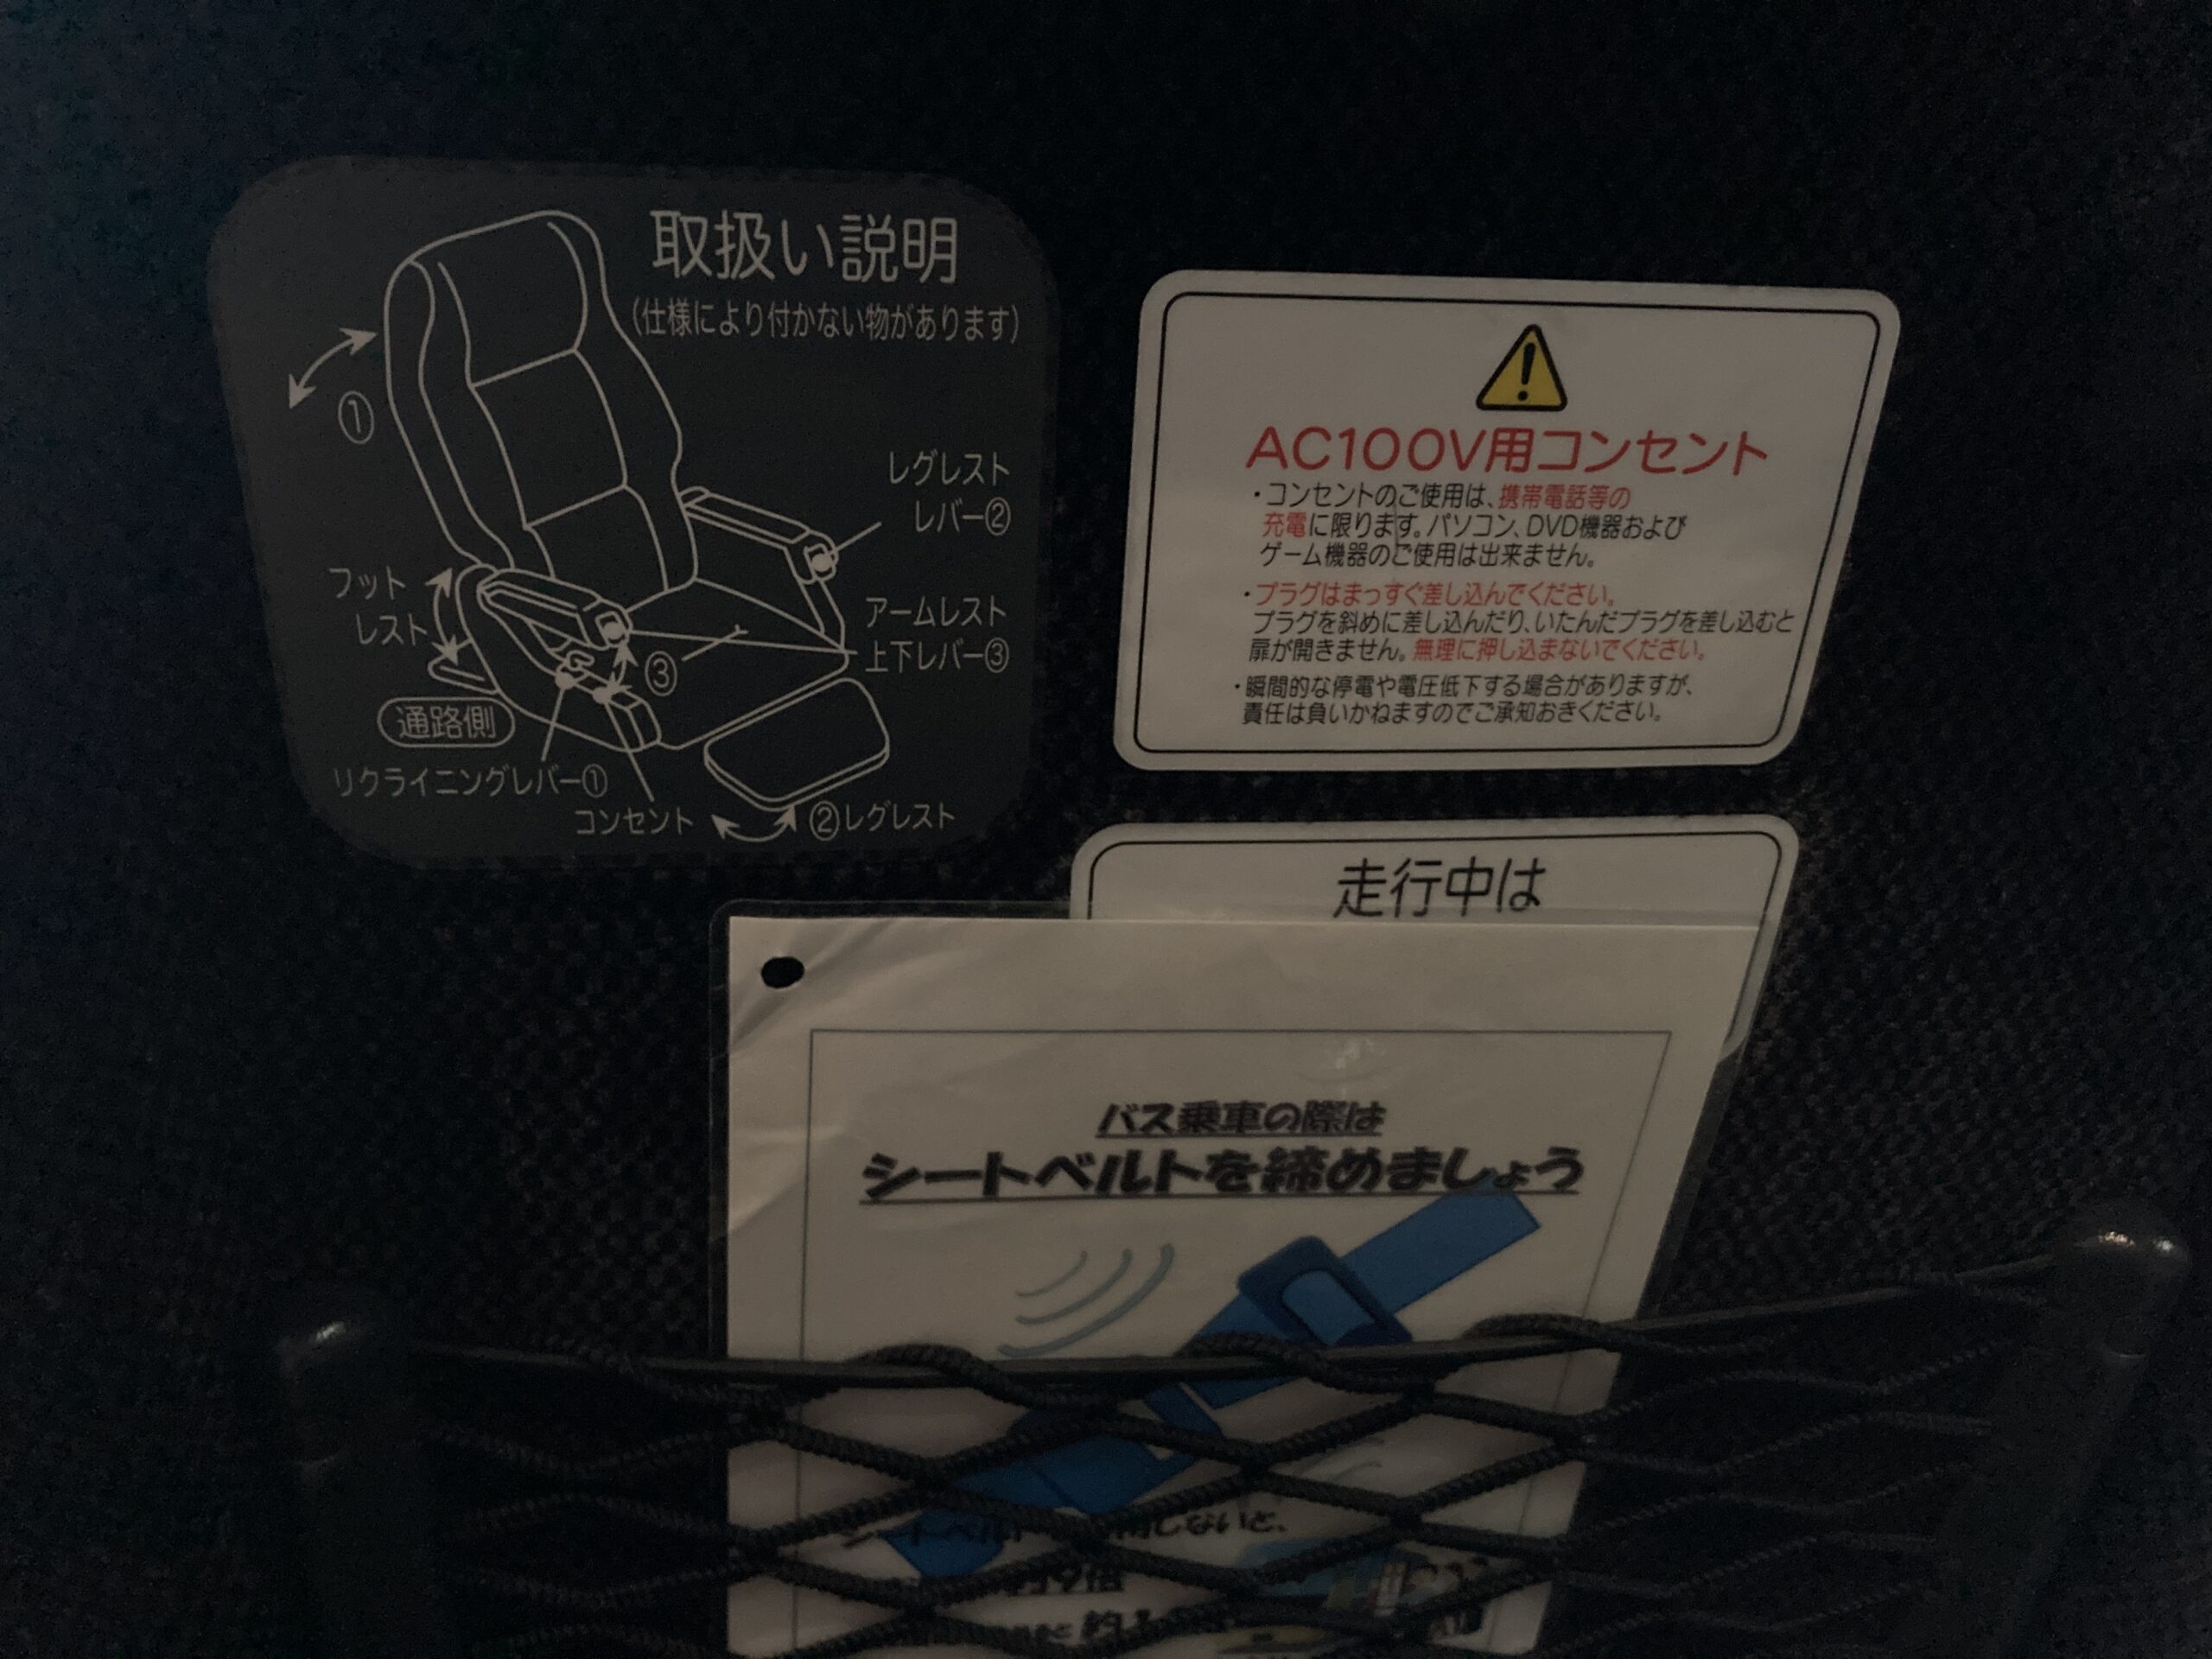 取扱い説明
(仕様により付かない物があります)
①
レグレスト
レバー②
フット
レスト
アームレスト
上下レバー③
③
通路側
リクライニングレバー①
コンセント
②レグレスト
AC100V用コンセント
・コンセントのご使用は、携帯電話等の
充電に限ります。パソコン、DVD機器および
ゲーム機器のご使用は出来ません。
・プラグはまっすぐ差し込んでください。
プラグを斜めに差し込んだり、いたんだプラグを差し込むと
扉が開きません。無理に押し込まないでください。
・瞬間的な停電や電圧低下する場合がありますが、
責任は負いかねますのでご承知おきください。
走行中は
バス乗車の際は
シートベルトを締めましょう
シートベルト しないと、
約9倍